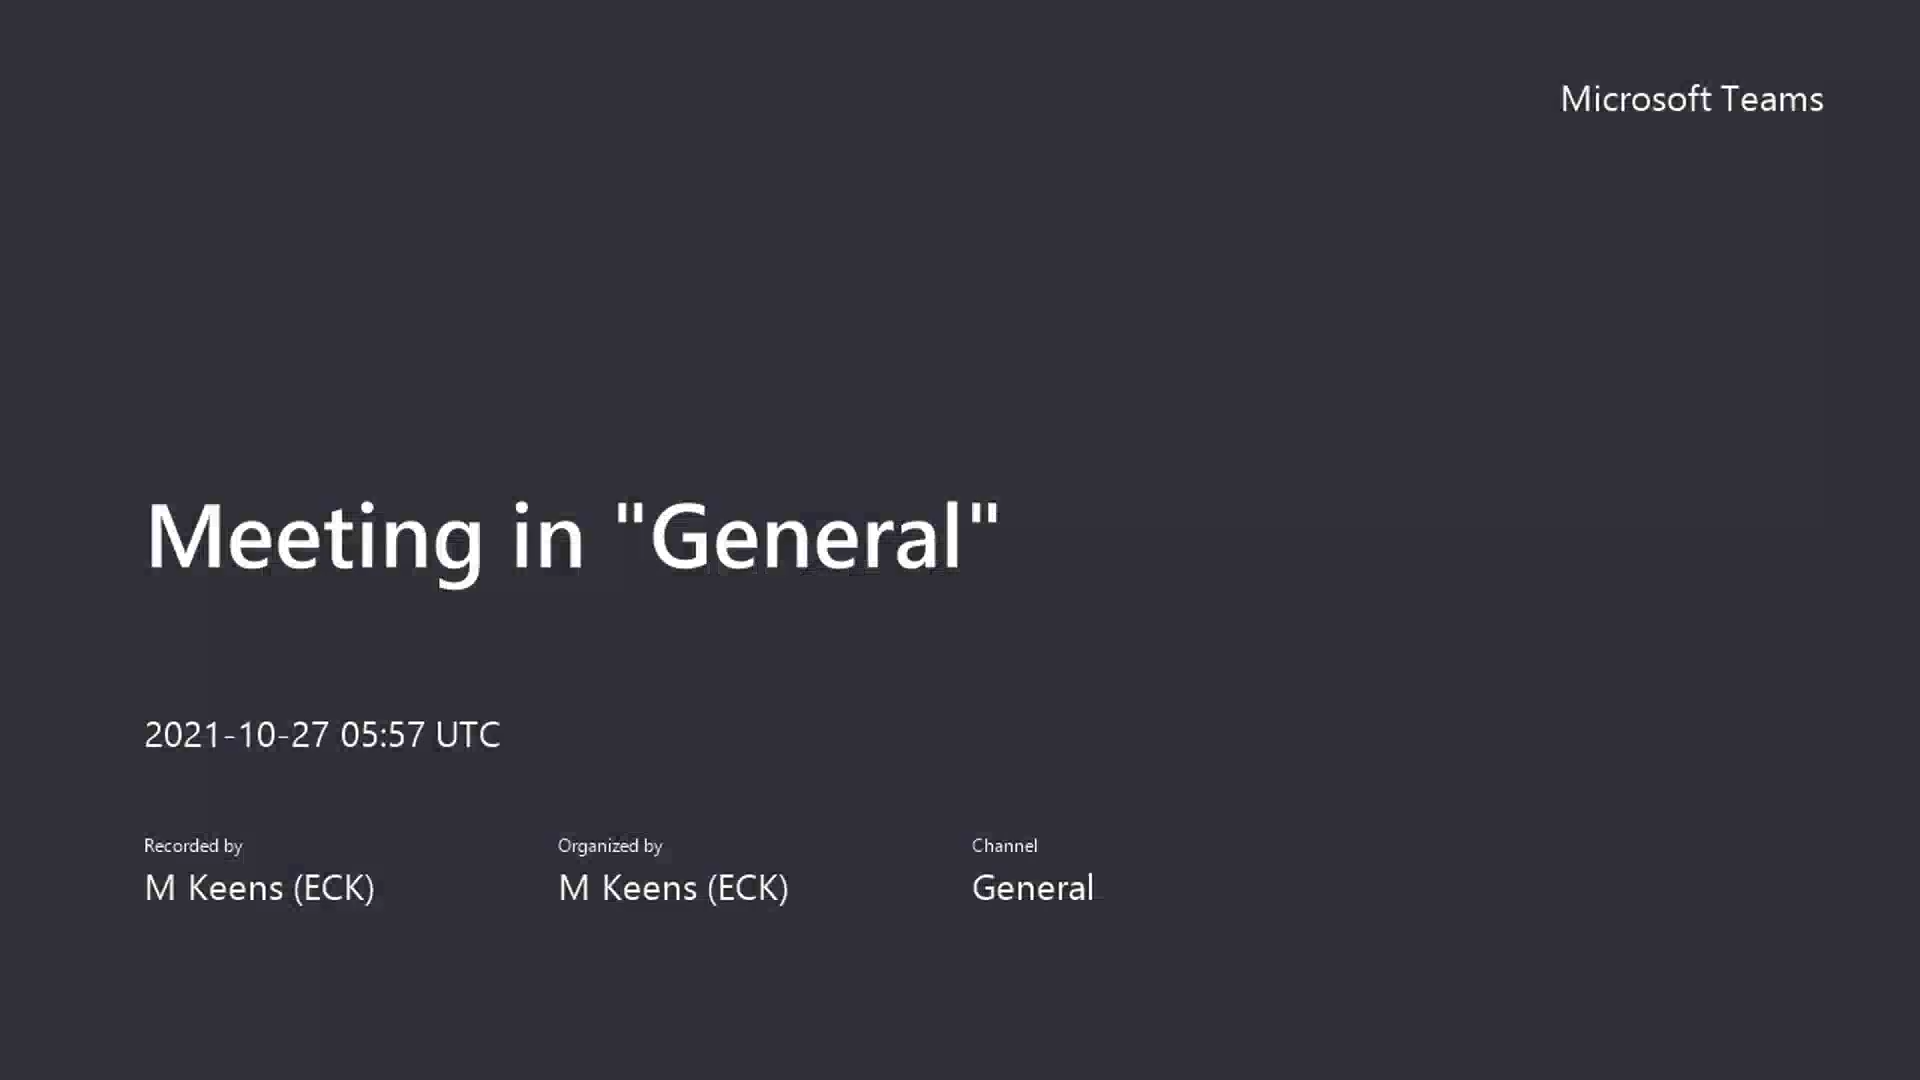 Microsoft Teams
Meeting in "General"
2021-10-27 05:57 UTC
Recorded by
M Keens (ECK)
Organized by
M Keens (ECK)
Channel
General